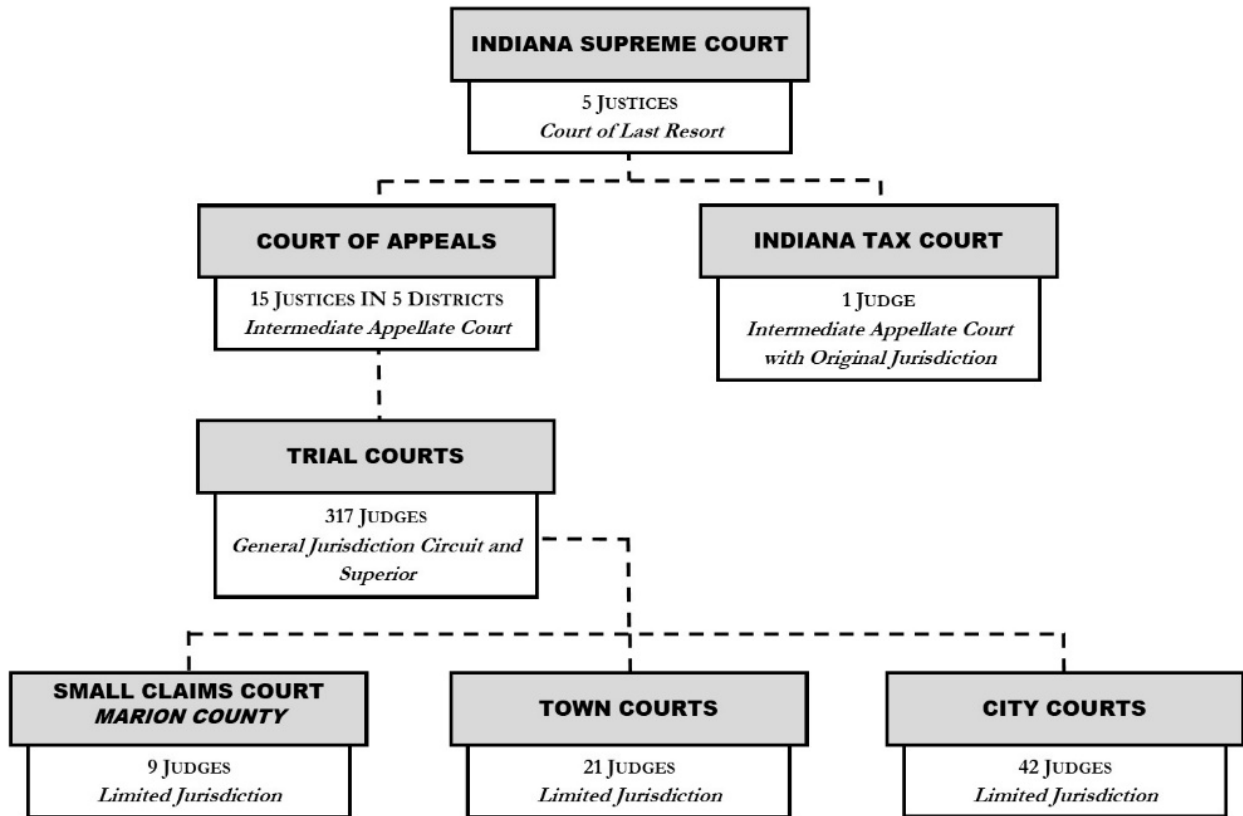 INDIANA SUPREME COURT
5 JUSTICES
Court of Last Resort
COURT OF APPEALS
15 JUSTICES IN 5 DISTRICTS
Intermediate Appellate Court
INDIANA TAX COURT
1 JUDGE
Intermediate Appellate Court
with Original Jurisdiction
TRIAL COURTS
317 JUDGES
General Jurisdiction Circuit and
Superior
SMALL CLAIMS COURT
MARION COUNTY
9 JUDGES
Limited Jurisdiction
TOWN COURTS
21 JUDGES
Limited Jurisdiction
CITY COURTS
42 JUDGES
Limited Jurisdiction